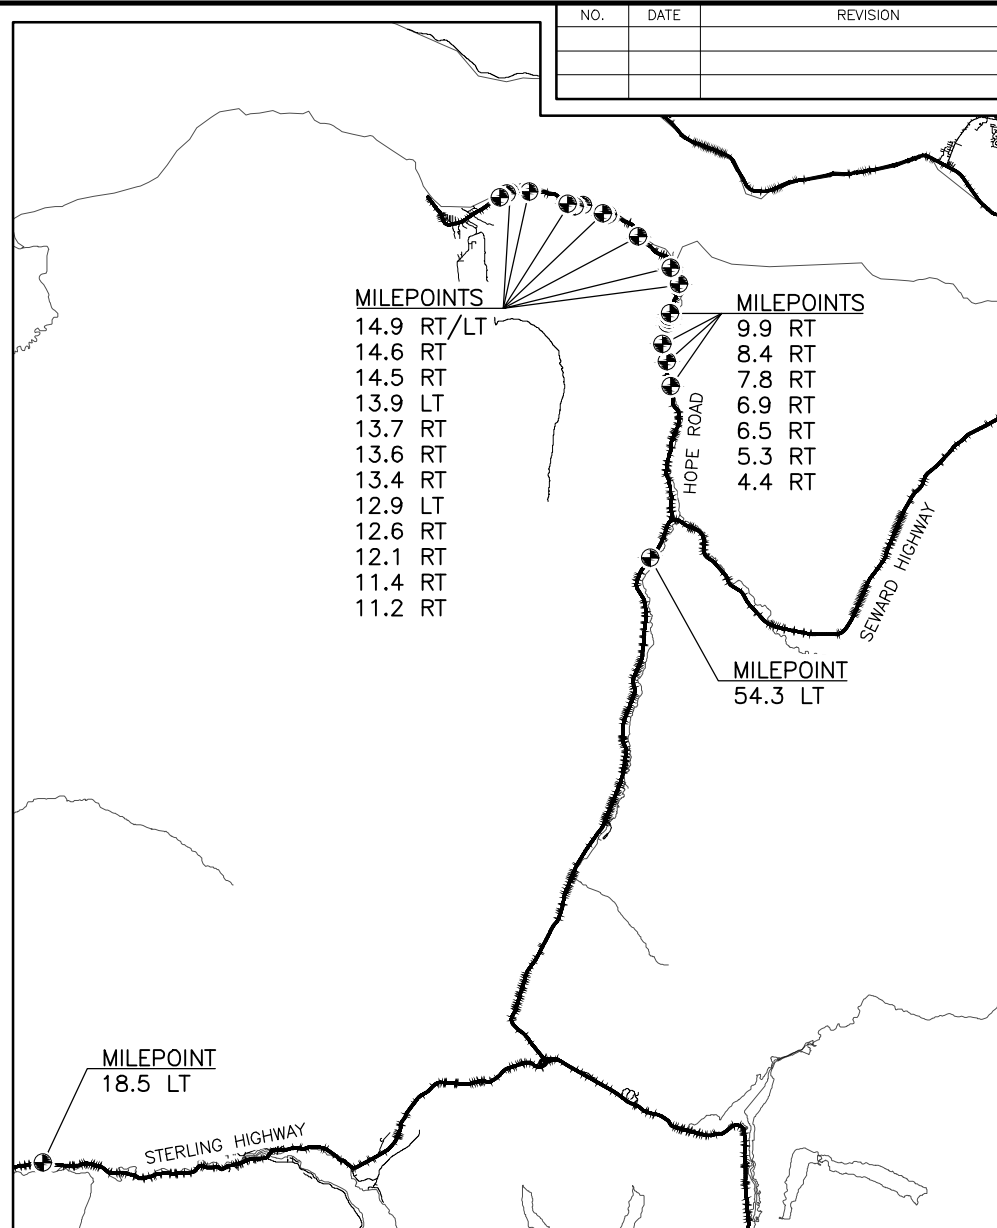 NO. DATE REVISION
MILEPOINTS
14.9 RT/LT
14.6 RT
14.5 RT
13.9 LT
13.7 RT
13.6 RT
13.4 RT
12.9 LT
12.6 RT
12.1 RT
11.4 RT
11.2 RT
MILEPOINTS
9.9 RT
8.4 RT
7.8 RT
6.9 RT
6.5 RT
5.3 RT
4.4 RT
HOPE ROAD
SEWARD HIGHWAY
MILEPOINT
54.3 LT
MILEPOINT
18.5 LT
STERLING HIGHWAY